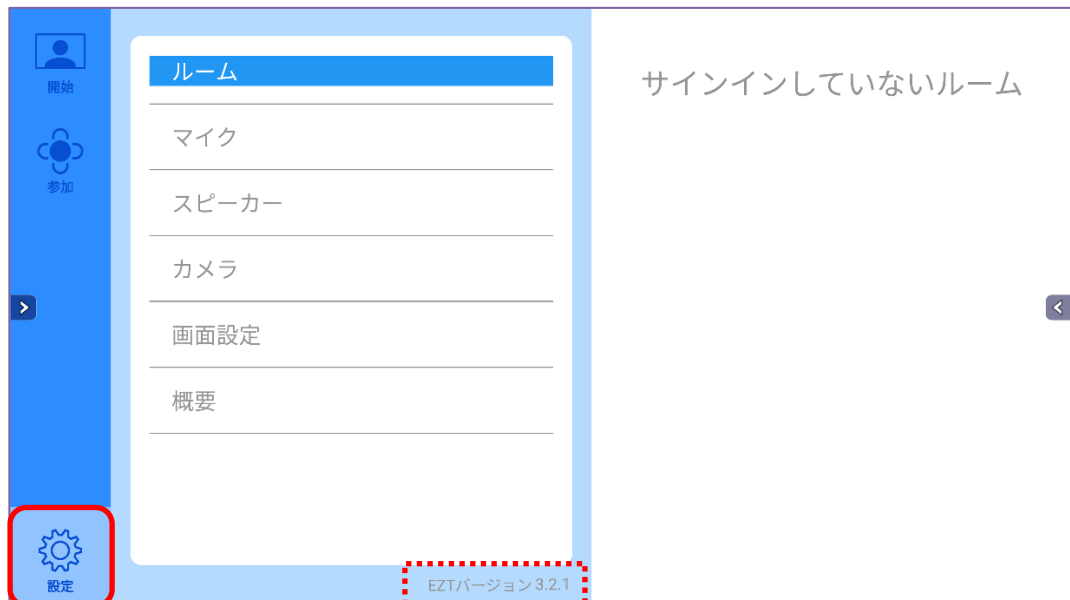 開始
参加
設定
ルーム
マイク
スピーカー
カメラ
画面設定
概要
EZTバージョン 3.2.1
サインインしていないルーム